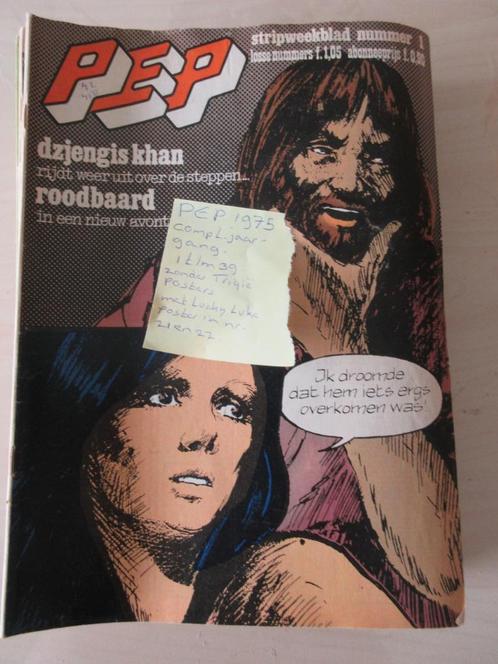 stripweekblad nummer 1
losse nummers f.1,05 abonneeprijs f.0,90
PEP
dzjengis khan
rijdt weer uit over de steppen...
roodbaard
in een nieuw avont
PEP 1975
compl. jaar-
gang.
1 t/m 39
zonder Trigië
posters
met Lucky Luke
poster in nr.
21 en 22
Ik droomde
dat hem iets ergs
overkomen was!